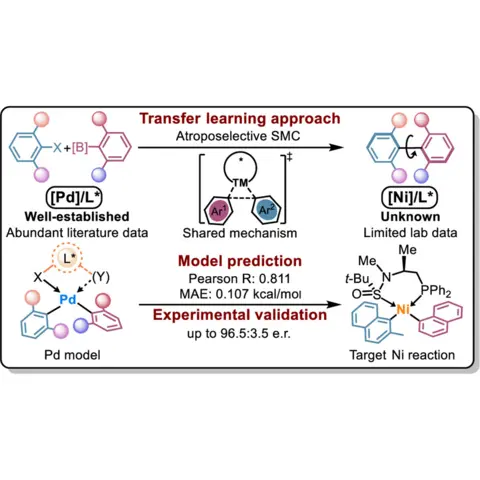 Transfer learning approach
Atroposelective SMC
X+[B]
*
‡
TM
Ar¹ Ar²
[Pd]/L*
Well-established
Abundant literature data
Shared mechanism
[Ni]/L*
Unknown
Limited lab data
L*
X (Y)
Pd
Pd model
Model prediction
Pearson R: 0.811
MAE: 0.107 kcal/mol
Experimental validation
up to 96.5:3.5 e.r.
Me
Me
N
t-Bu
S
O
PPh₂
Ni
Me
Target Ni reaction